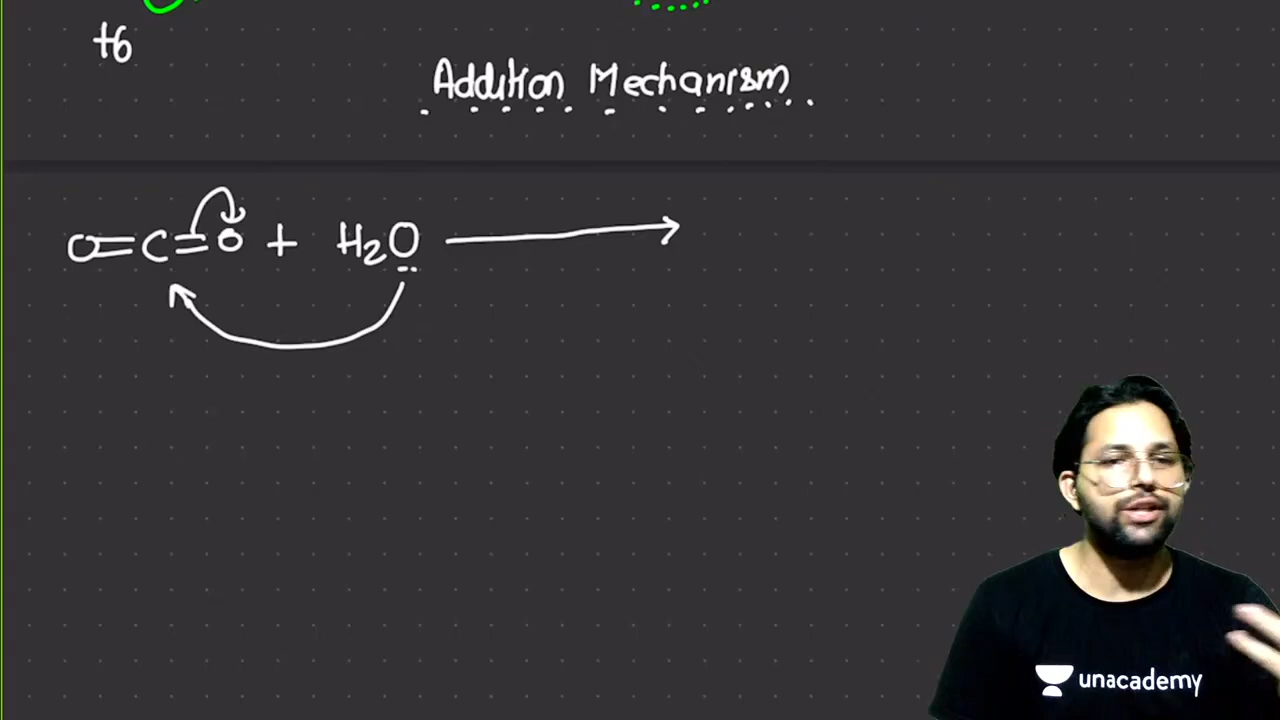 +6
Addition Mechanism
O=C=O + H₂O ⟶
unacademy